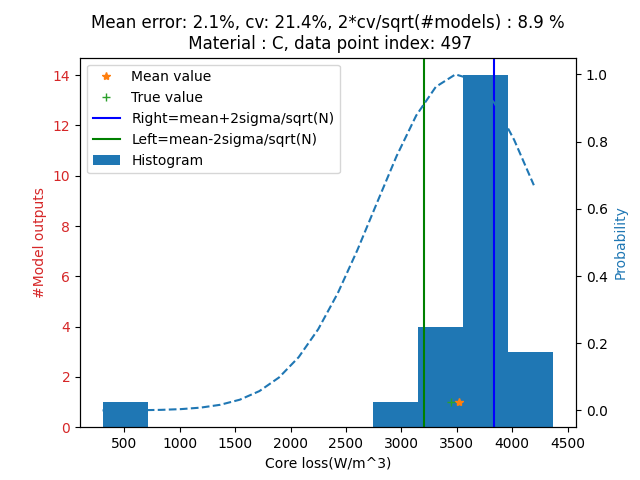 Mean error: 2.1%, cv: 21.4%, 2*cv/sqrt(#models) : 8.9 %
Material : C, data point index: 497
Mean value
True value
Right=mean+2sigma/sqrt(N)
Left=mean-2sigma/sqrt(N)
Histogram
14
12
10
8
6
4
2
0
#Model outputs
1.0
0.8
0.6
0.4
0.2
0.0
Probability
500
1000
1500
2000
2500
3000
3500
4000
4500
Core loss(W/m^3)